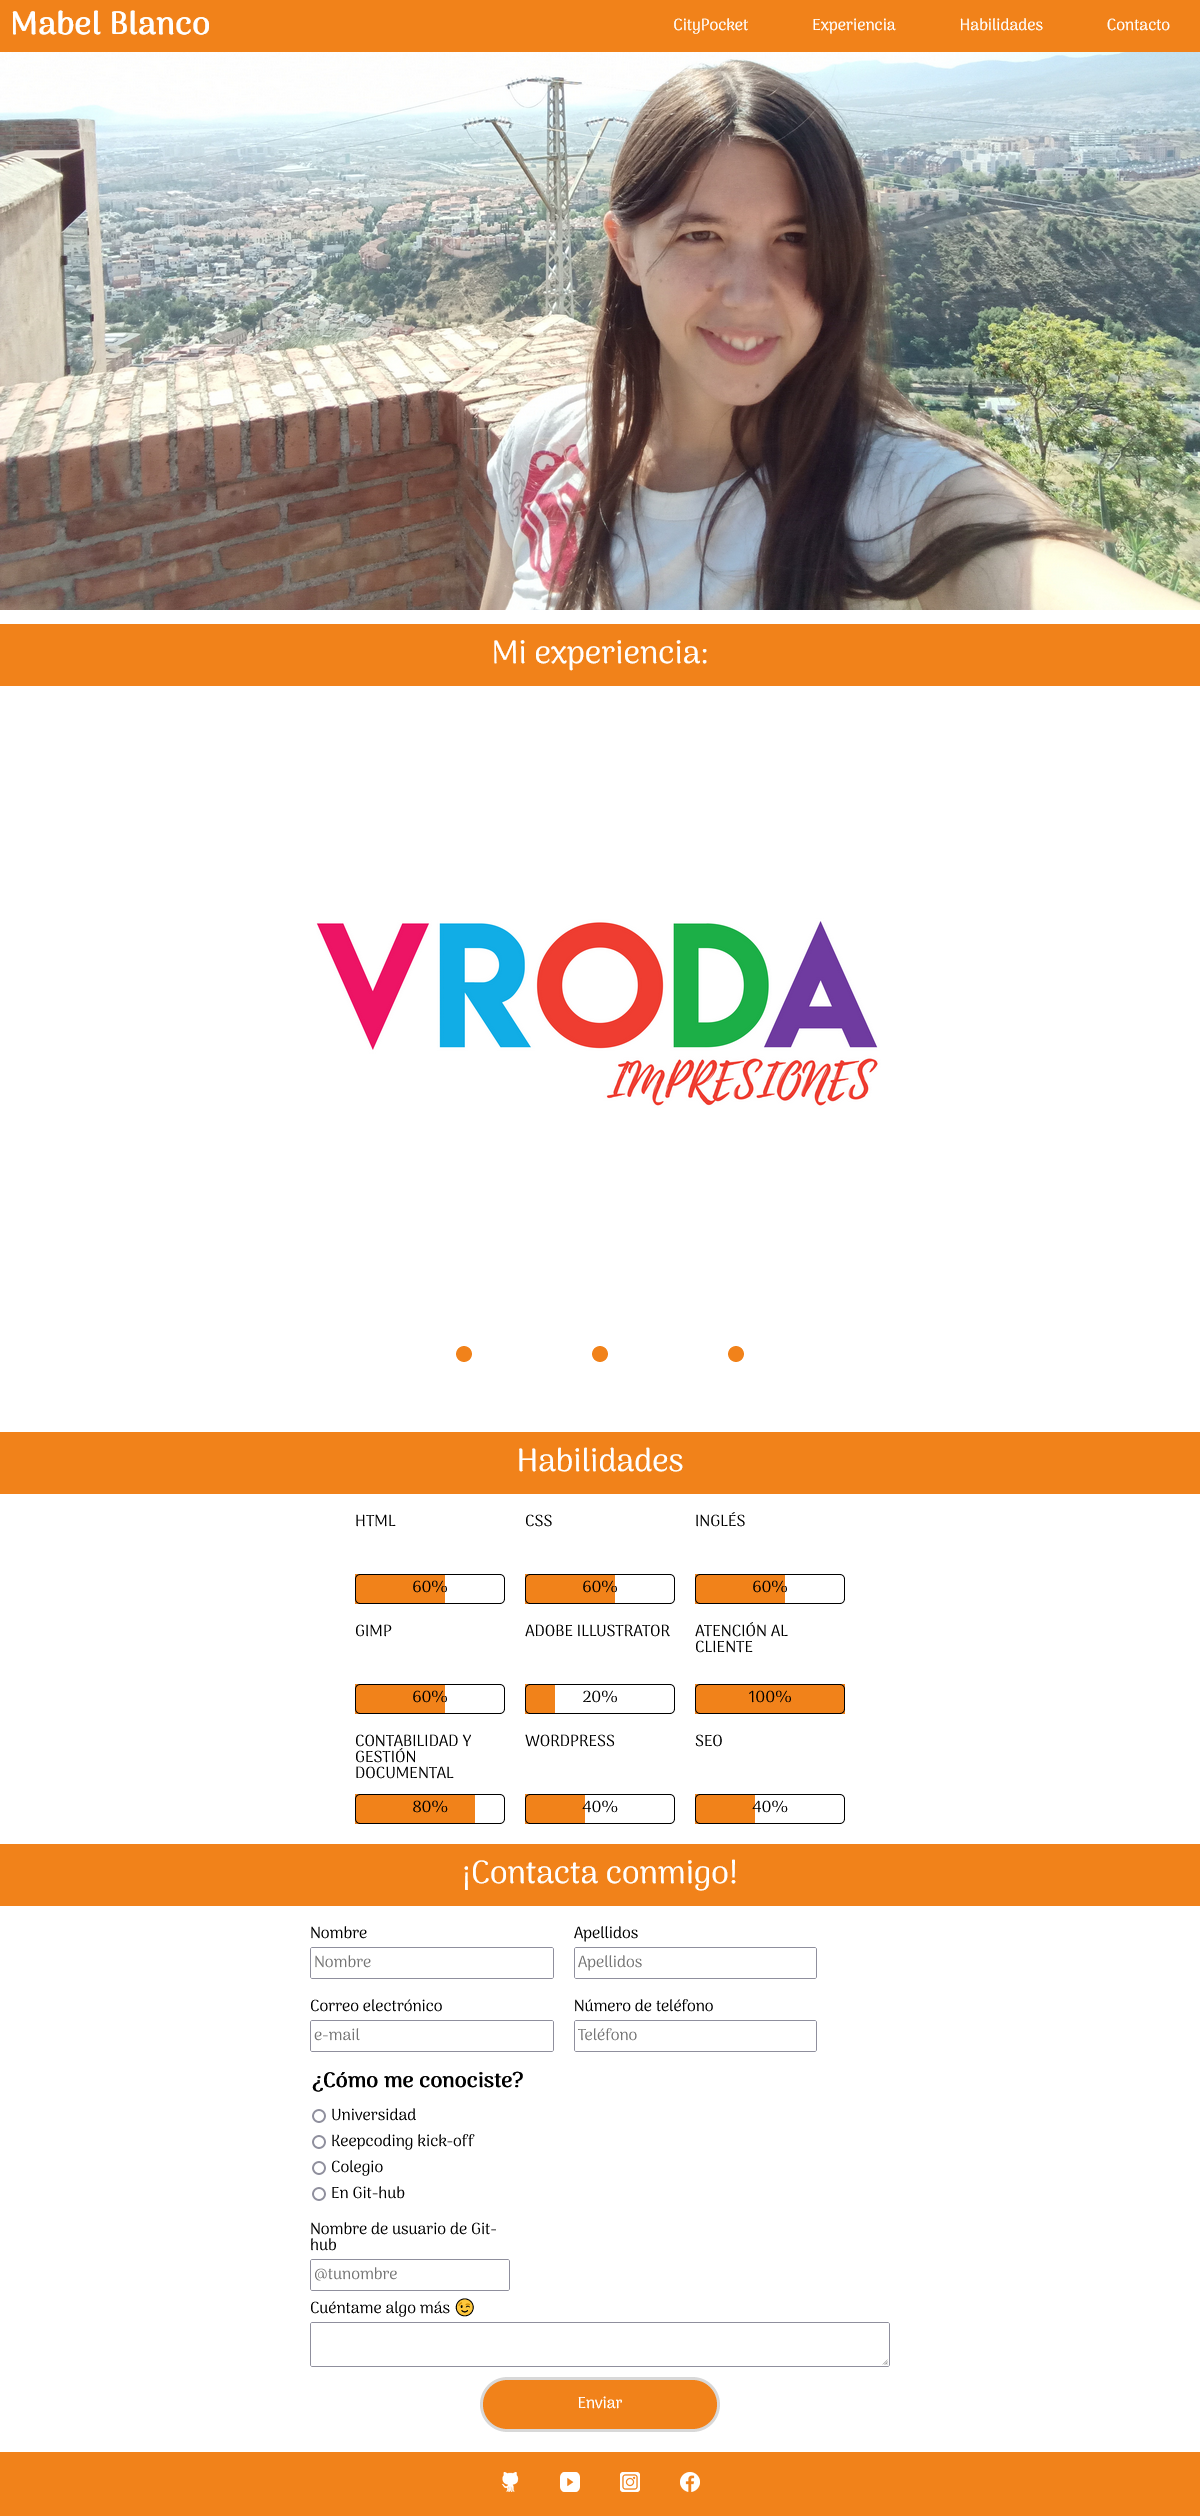 Mabel Blanco
CityPocket
Experiencia
Habilidades
Contacto
Mi experiencia:
VRODA
IMPRESIONES
Habilidades
HTML
CSS
INGLÉS
60%
60%
60%
GIMP
ADOBE ILLUSTRATOR
ATENCIÓN AL
CLIENTE
60%
20%
100%
CONTABILIDAD Y
GESTIÓN
DOCUMENTAL
WORDPRESS
SEO
80%
40%
40%
¡Contacta conmigo!
Nombre
Apellidos
Nombre
Apellidos
Correo electrónico
Número de teléfono
e-mail
Teléfono
¿Cómo me conociste?
Universidad
Keepcoding kick-off
Colegio
En Git-hub
Nombre de usuario de Git-
hub
@tunombre
Cuéntame algo más 😉
Enviar